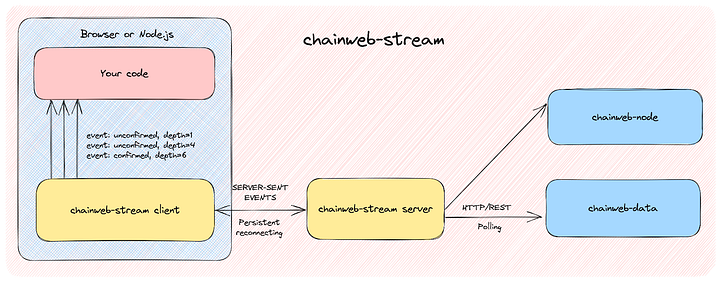 chainweb-stream
Browser or Node.js
Your code
event: unconfirmed, depth=1
event: unconfirmed, depth=4
event: confirmed, depth=6
chainweb-stream client
SERVER-SENT
EVENTS
Persistent
reconnecting
chainweb-stream server
HTTP/REST
Polling
chainweb-node
chainweb-data